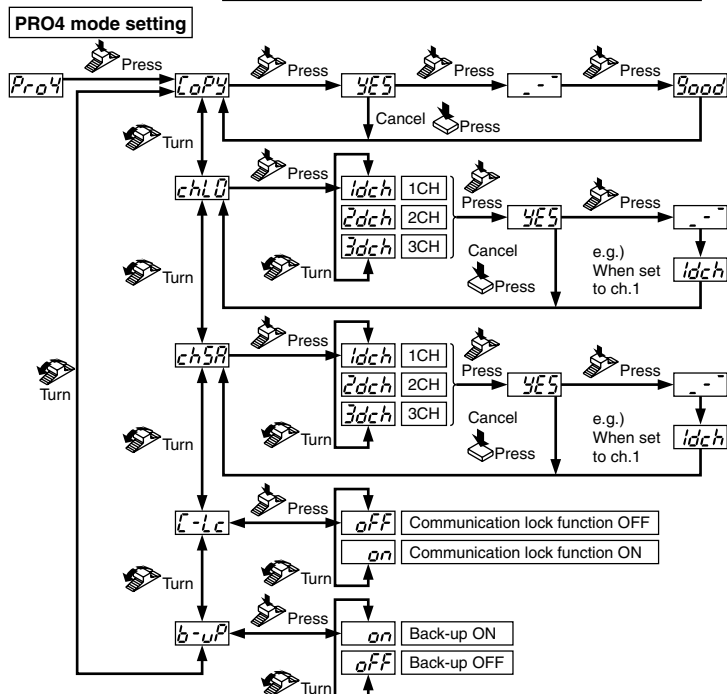 PRO4 mode setting
Press Press Press Press
Pro4 CoPY YES _-¯ good
Cancel Press
Turn
Press Press Press
chLO 1dch 1CH YES _-¯
2dch 2CH
3dch 3CH
Cancel Press
e.g.)
When set
to ch.1
1dch
Turn Turn
Press Press Press
chSA 1dch 1CH YES _-¯
2dch 2CH
3dch 3CH
Turn
Cancel Press
e.g.)
When set
to ch.1
1dch
Turn Turn
Press
C-Lc oFF Communication lock function OFF
on Communication lock function ON
Turn Turn
Press
b-uP on Back-up ON
oFF Back-up OFF
Turn